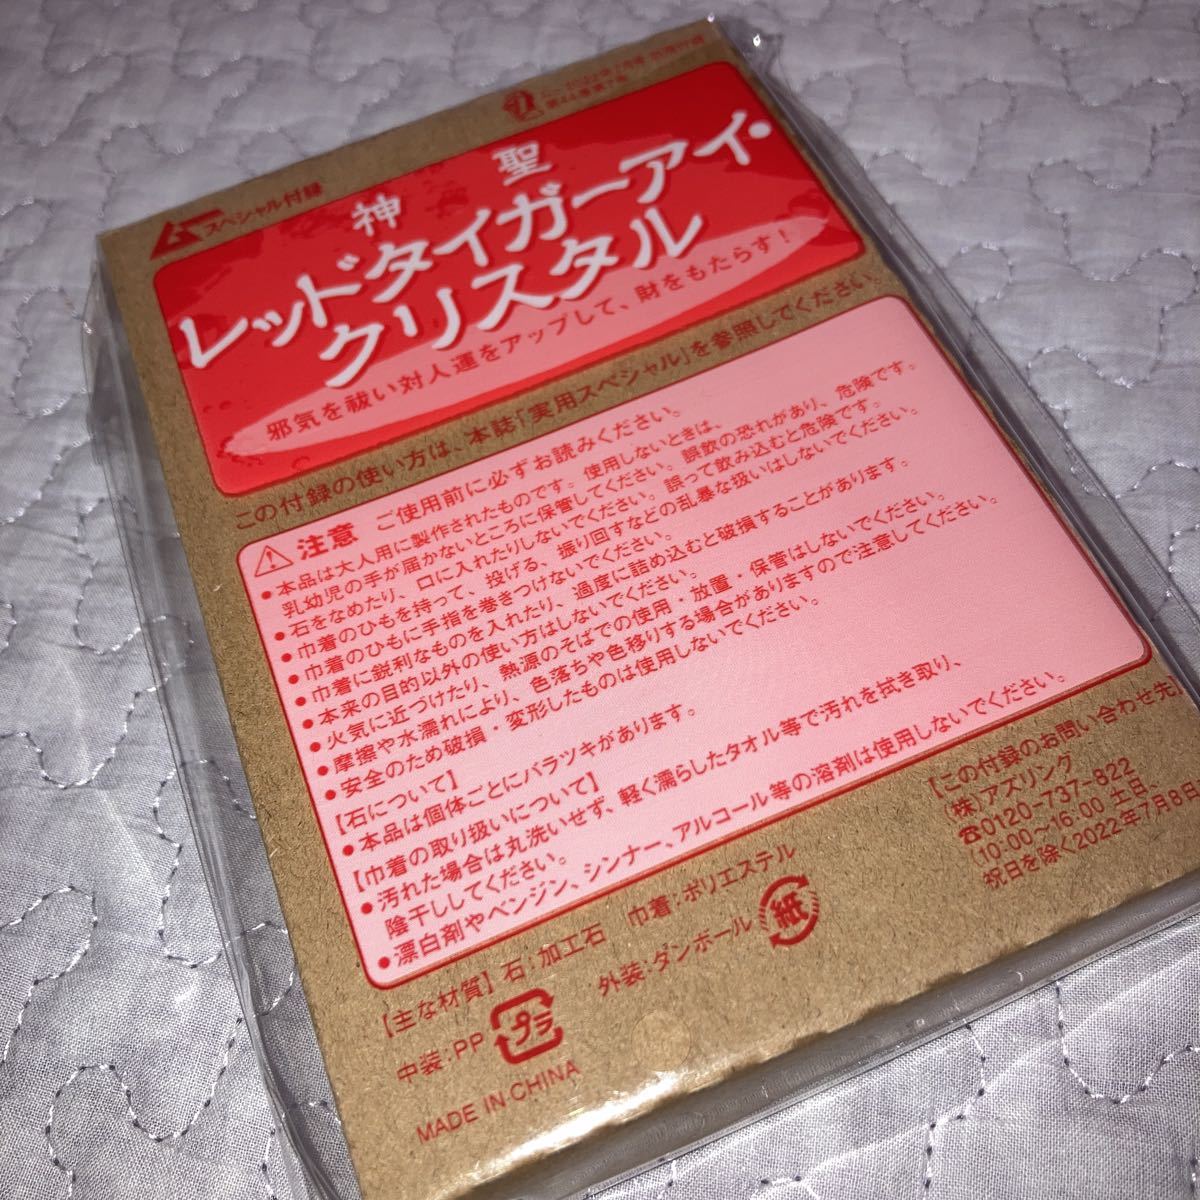 ムー2022年7月号 別冊付録
第44巻第7号
ムー スペシャル付録
神聖
レッドタイガーアイ・
クリスタル
邪気を祓い対人運をアップして、財をもたらす！
この付録の使い方は、本誌「実用スペシャル」を参照してください。
注意 ご使用前に必ずお読みください。
●本品は大人用に製作されたものです。使用しないときは、
乳幼児の手が届かないところに保管してください。誤飲の恐れがあり、危険です。
●石をなめたり、口に入れたりしないでください。誤って飲み込むと危険です。
●巾着のひもを持って、投げる、振り回すなどの乱暴な扱いはしないでください
●巾着のひもに手指を巻きつけないでください。
●巾着に鋭利なものを入れたり、過度に詰め込むと破損することがあります
●本来の目的以外の使い方はしないでください。
●火気に近づけたり、熱源のそばでの使用・放置・保管はしないでください。
●摩擦や水濡れにより、色落ちや色移りする場合がありますので注意してください。
●安全のため破損・変形したものは使用しないでください。
【石について】
●本品は個体ごとにバラツキがあります。
【巾着の取り扱いについて】
●汚れた場合は丸洗いせず、軽く濡らしたタオル等で汚れを拭き取り、
陰干ししてください。
●漂白剤やベンジン、シンナー、アルコール等の溶剤は使用しないでください。
【主な材質】石：加工石 巾着：ポリエステル
中装：PP プラ 外装：ダンボール 紙
MADE IN CHINA
【この付録のお問い合わせ先】
(株)アズリング
☎0120-737-822
(10:00～16:00 土日、
祝日を除く2022年7月8日